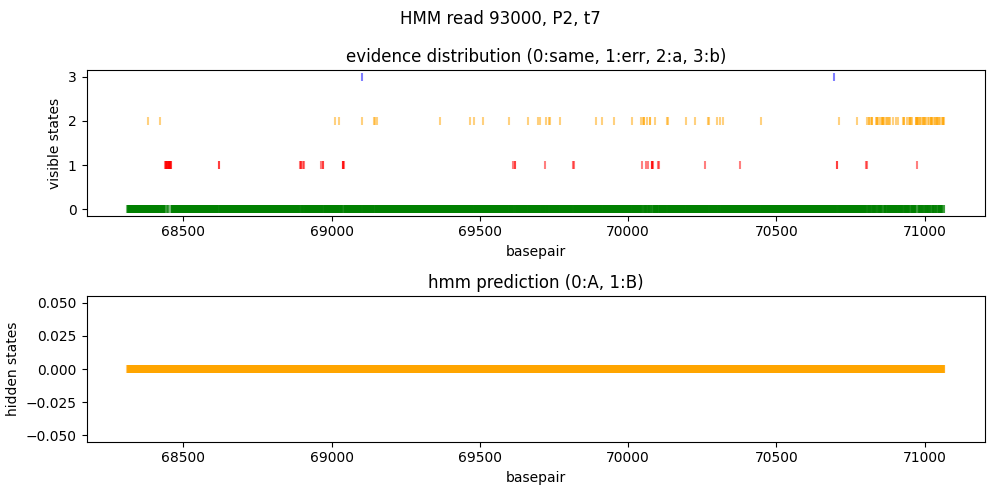 HMM read 93000, P2, t7
evidence distribution (0:same, 1:err, 2:a, 3:b)
visible states
3
2
1
0
68500 69000 69500 70000 70500 71000
basepair
hmm prediction (0:A, 1:B)
hidden states
0.050
0.025
0.000
−0.025
−0.050
68500 69000 69500 70000 70500 71000
basepair